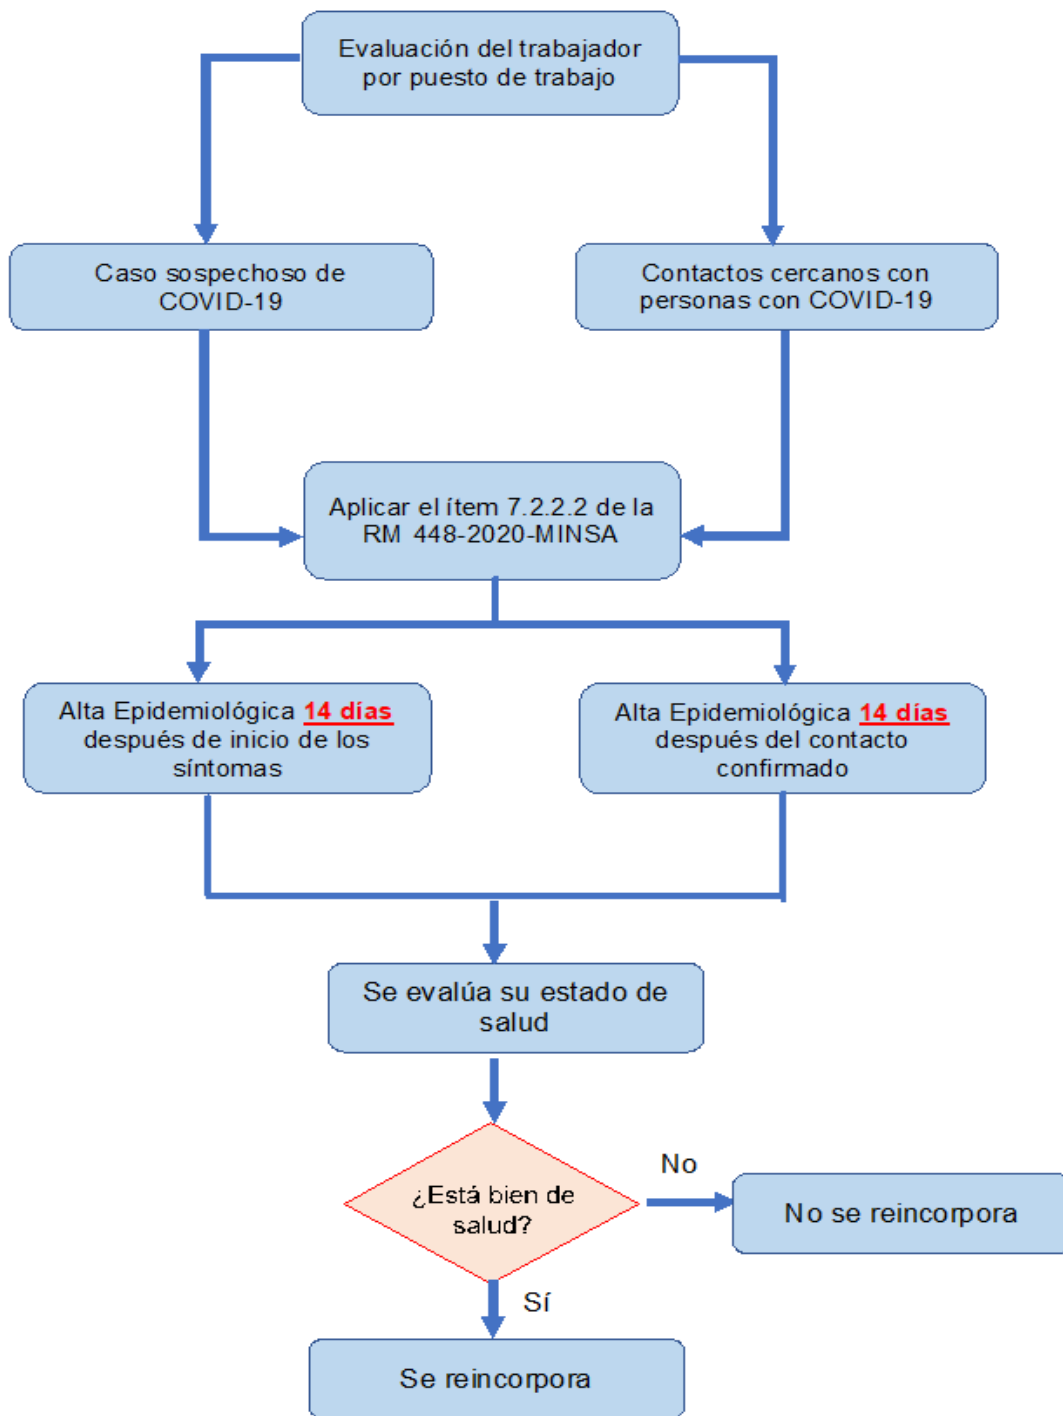 Evaluación del trabajador
por puesto de trabajo
Caso sospechoso de
COVID-19
Contactos cercanos con
personas con COVID-19
Aplicar el ítem 7.2.2.2 de la
RM 448-2020-MINSA
Alta Epidemiológica 14 días
después de inicio de los
síntomas
Alta Epidemiológica 14 días
después del contacto
confirmado
Se evalúa su estado de
salud
¿Está bien de
salud?
No
No se reincorpora
Sí
Se reincorpora